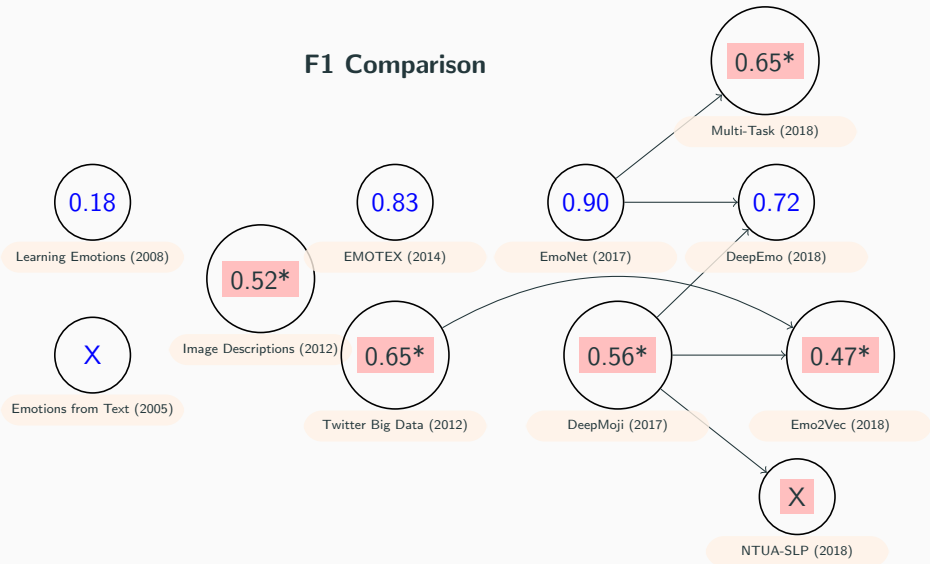 F1 Comparison
0.65*
Multi-Task (2018)
0.18
Learning Emotions (2008)
0.83
EMOTEX (2014)
0.90
EmoNet (2017)
0.72
DeepEmo (2018)
0.52*
Image Descriptions (2012)
X
Emotions from Text (2005)
0.65*
Twitter Big Data (2012)
0.56*
DeepMoji (2017)
0.47*
Emo2Vec (2018)
X
NTUA-SLP (2018)